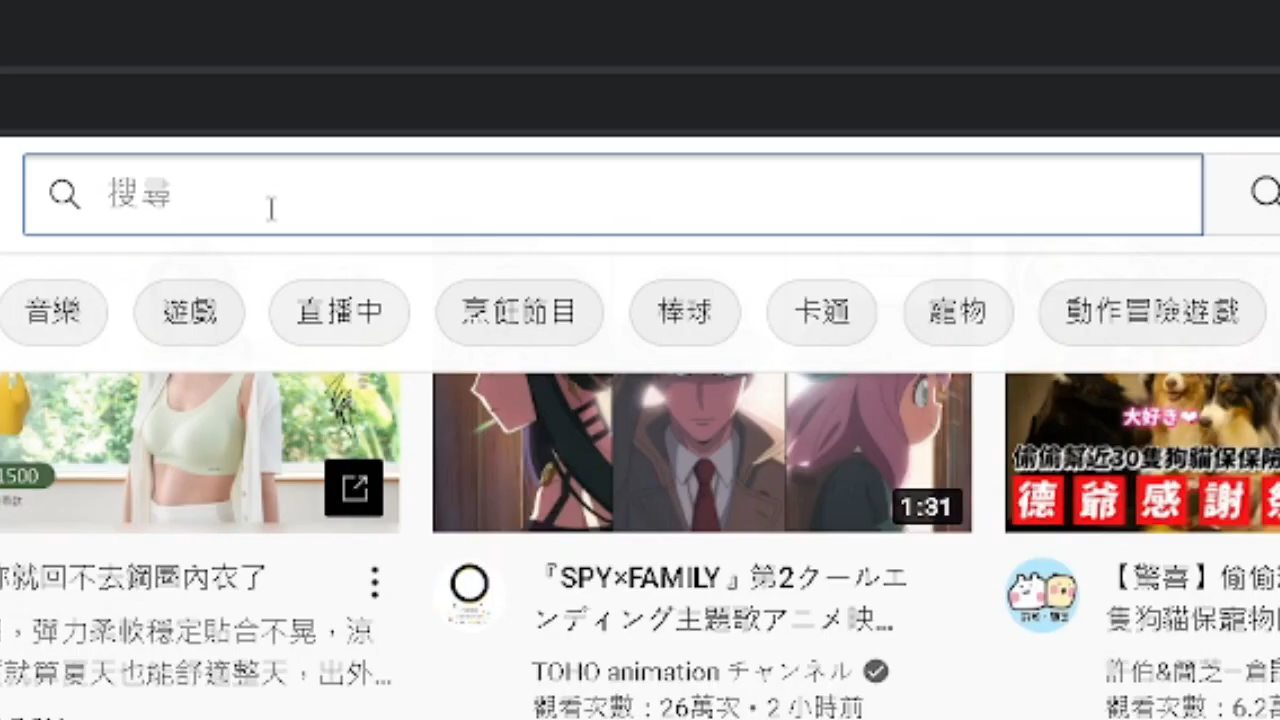 搜尋
音樂
遊戲
直播中
烹飪節目
棒球
卡通
寵物
動作冒險遊戲
大好き❤
1500
偷偷幫近30隻狗貓保保險
德爺感謝
1:31
就回不去鋼圈內衣了
『SPY×FAMILY』第2クールエ
ンディング主題歌アニメ映...
【驚喜】偷偷
隻狗貓保寵物
，彈力柔軟穩定貼合不晃，涼
就算夏天也能舒適整天，出外...
TOHO animation チャンネル
觀看次數：26萬次・2 小時前
許伯&簡芝—倉
觀看次數：6.2